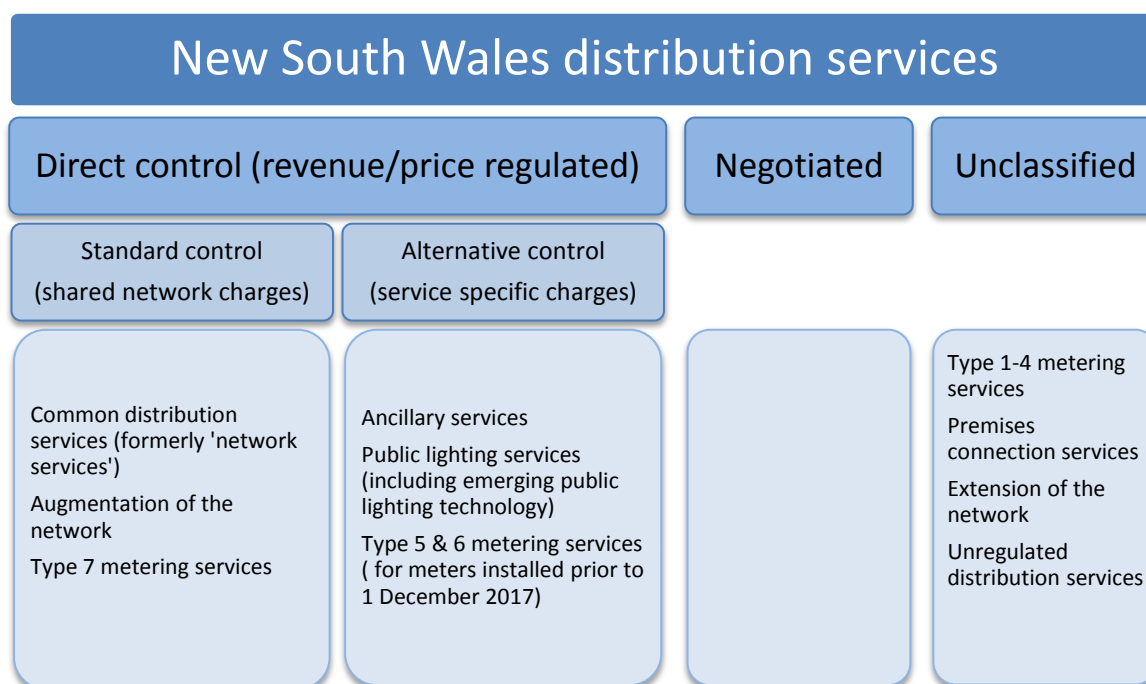 New South Wales distribution services
Direct control (revenue/price regulated)
Negotiated
Unclassified
Standard control
(shared network charges)
Alternative control
(service specific charges)
Common distribution
services (formerly 'network
services')
Augmentation of the
network
Type 7 metering services
Ancillary services
Public lighting services
(including emerging public
lighting technology)
Type 5 & 6 metering services
( for meters installed prior to
1 December 2017)
Type 1-4 metering
services
Premises
connection services
Extension of the
network
Unregulated
distribution services